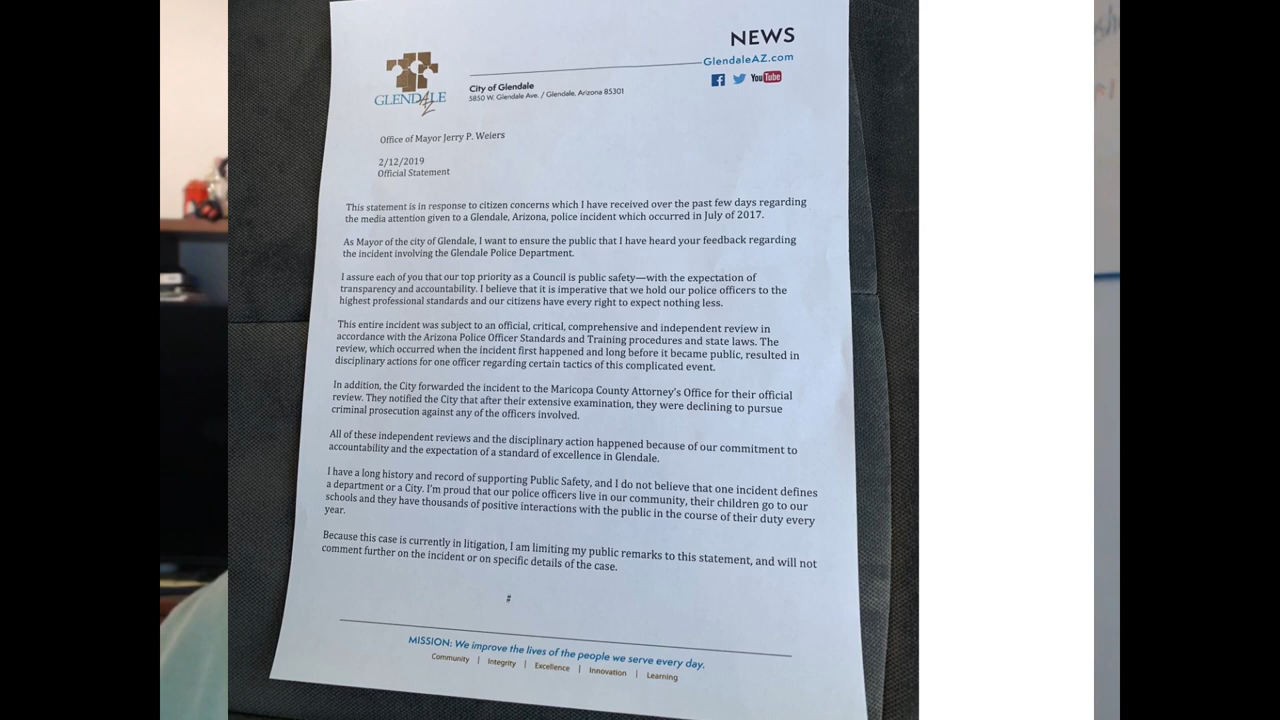 NEWS
GlendaleAZ.com
You Tube
GLENDALE
AZ
City of Glendale
5850 W. Glendale Ave. / Glendale, Arizona 85301
Office of Mayor Jerry P. Weiers
2/12/2019
Official Statement
This statement is in response to citizen concerns which I have received over the past few days regarding
the media attention given to a Glendale, Arizona, police incident which occurred in July of 2017.
As Mayor of the city of Glendale, I want to ensure the public that I have heard your feedback regarding
the incident involving the Glendale Police Department.
I assure each of you that our top priority as a Council is public safety—with the expectation of
transparency and accountability. I believe that it is imperative that we hold our police officers to the
highest professional standards and our citizens have every right to expect nothing less.
This entire incident was subject to an official, critical, comprehensive and independent review in
accordance with the Arizona Police Officer Standards and Training procedures and state laws. The
review, which occurred when the incident first happened and long before it became public, resulted in
disciplinary actions for one officer regarding certain tactics of this complicated event.
In addition, the City forwarded the incident to the Maricopa County Attorney's Office for their official
review. They notified the City that after their extensive examination, they were declining to pursue
criminal prosecution against any of the officers involved.
All of these independent reviews and the disciplinary action happened because of our commitment to
accountability and the expectation of a standard of excellence in Glendale.
I have a long history and record of supporting Public Safety, and I do not believe that one incident defines
a department or a City. I'm proud that our police officers live in our community, their children go to our
schools and they have thousands of positive interactions with the public in the course of their duty every
year.
Because this case is currently in litigation, I am limiting my public remarks to this statement, and will not
comment further on the incident or on specific details of the case.
#
MISSION: We improve the lives of the people we serve every day.
Community | Integrity | Excellence | Innovation | Learning